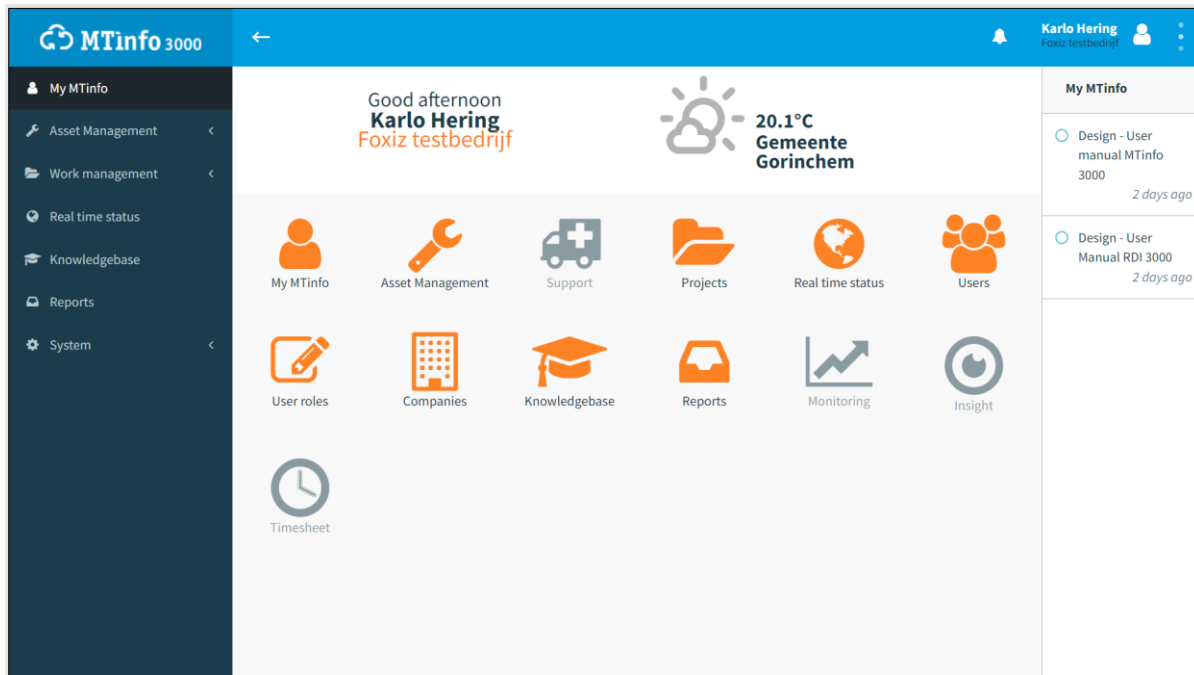 MTinfo 3000
Karlo Hering
Foxiz testbedrijf
My MTinfo
Asset Management
Work management
Real time status
Knowledgebase
Reports
System
Good afternoon
Karlo Hering
Foxiz testbedrijf
20.1°C
Gemeente
Gorinchem
My MTinfo
Asset Management
Support
Projects
Real time status
Users
User roles
Companies
Knowledgebase
Reports
Monitoring
Insight
Timesheet
My MTinfo
Design - User
manual MTinfo
3000
2 days ago
Design - User
Manual RDI 3000
2 days ago